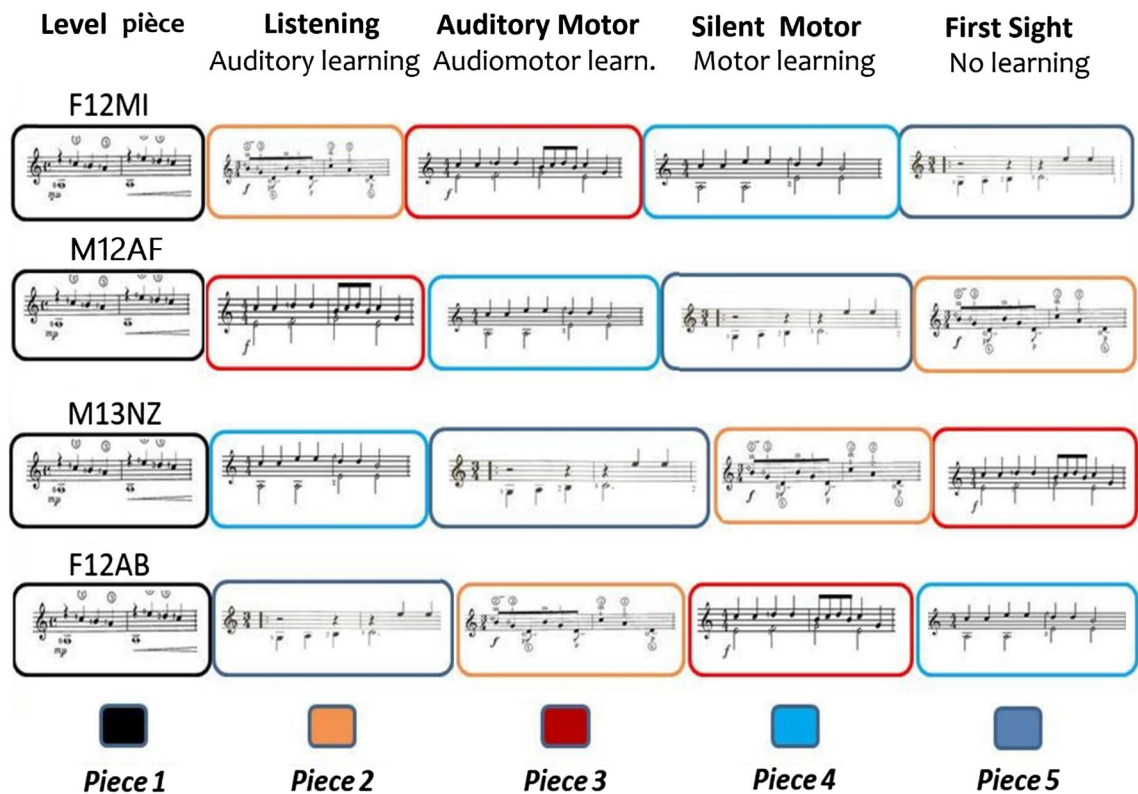 Level pièce Listening Auditory Motor Silent Motor First Sight
Auditory learning Audiomotor learn. Motor learning No learning
F12MI
M12AF
M13NZ
F12AB
Piece 1 Piece 2 Piece 3 Piece 4 Piece 5